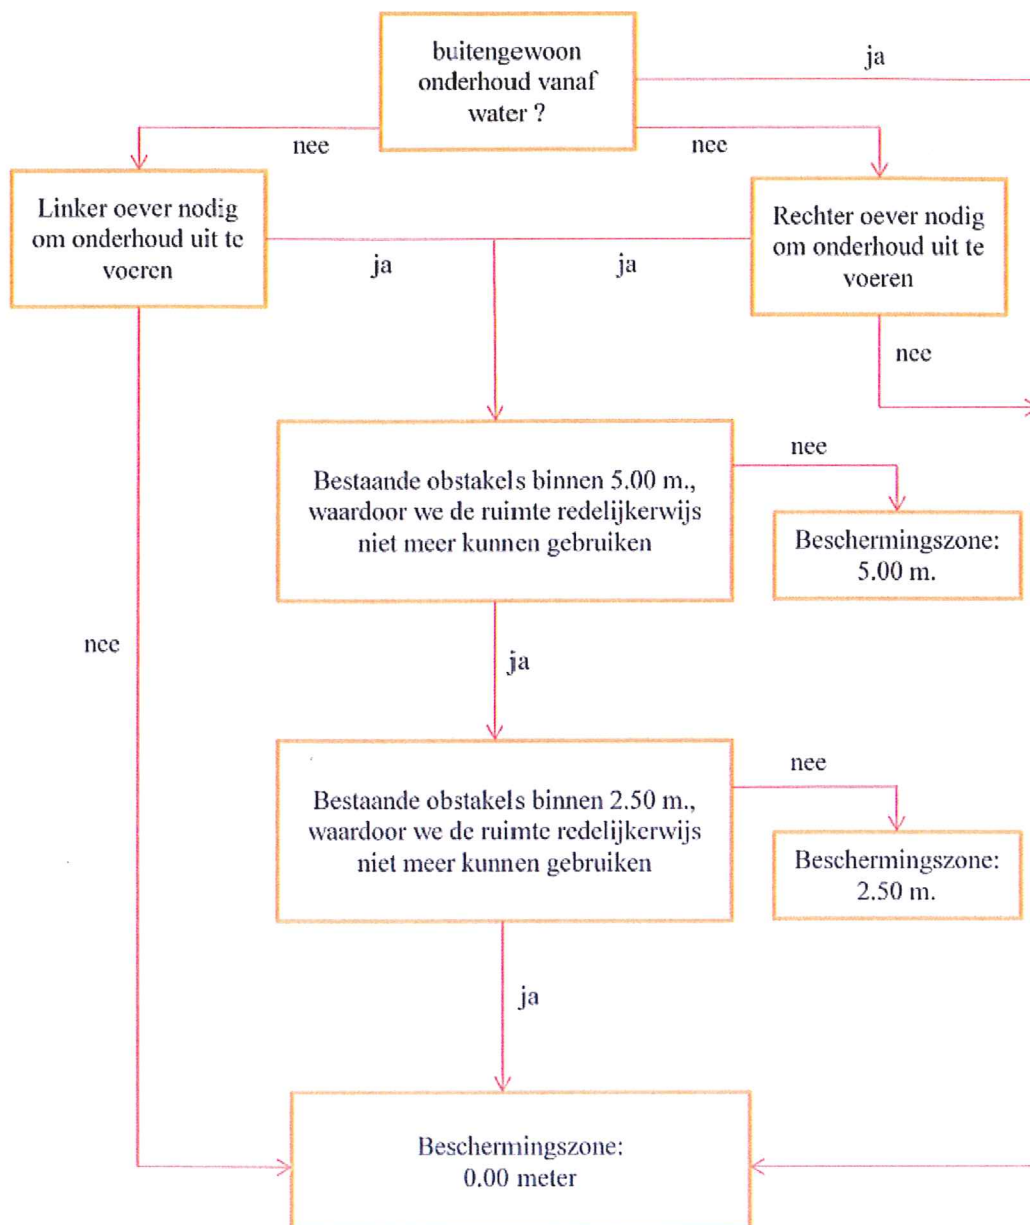 buitengewoon
onderhoud vanaf
water ?
ja
nee
nee
Linker oever nodig
om onderhoud uit te
voeren
Rechter oever nodig
om onderhoud uit te
voeren
ja
ja
nee
Bestaande obstakels binnen 5.00 m.,
waardoor we de ruimte redelijkerwijs
niet meer kunnen gebruiken
nee
Beschermingszone:
5.00 m.
nee
ja
Bestaande obstakels binnen 2.50 m.,
waardoor we de ruimte redelijkerwijs
niet meer kunnen gebruiken
nee
Beschermingszone:
2.50 m.
ja
Beschermingszone:
0.00 meter